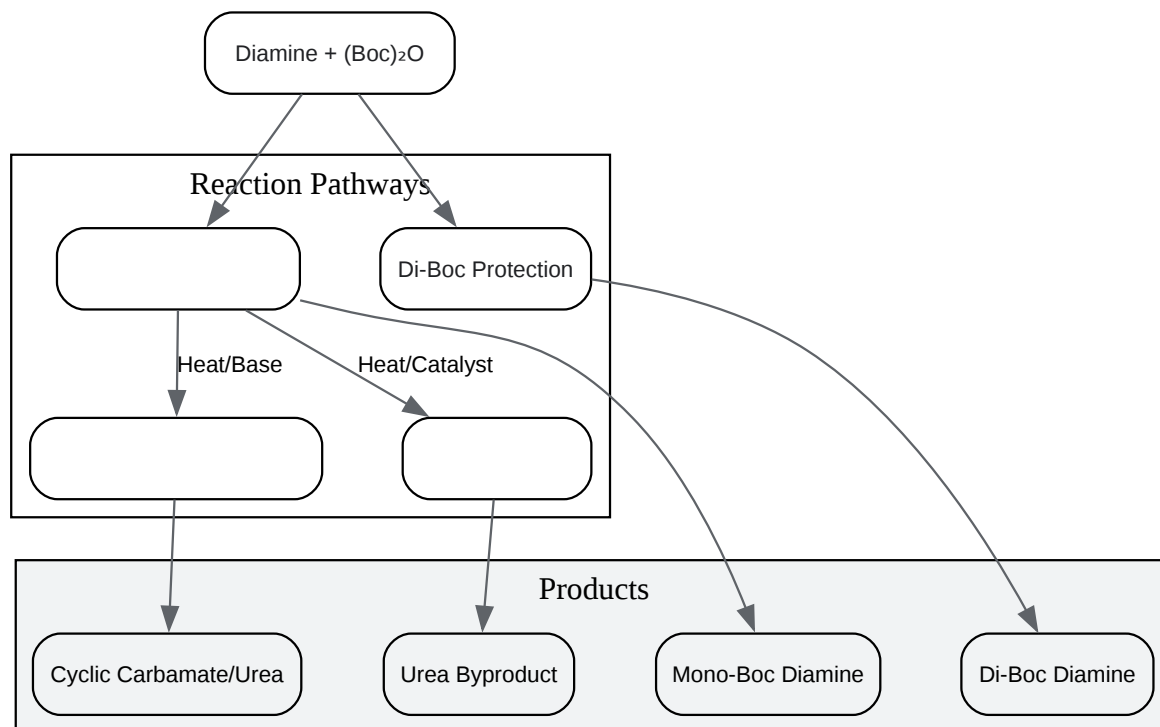 Diamine + (Boc)₂O
Reaction Pathways
Di-Boc Protection
Heat/Base
Heat/Catalyst
Products
Cyclic Carbamate/Urea
Urea Byproduct
Mono-Boc Diamine
Di-Boc Diamine